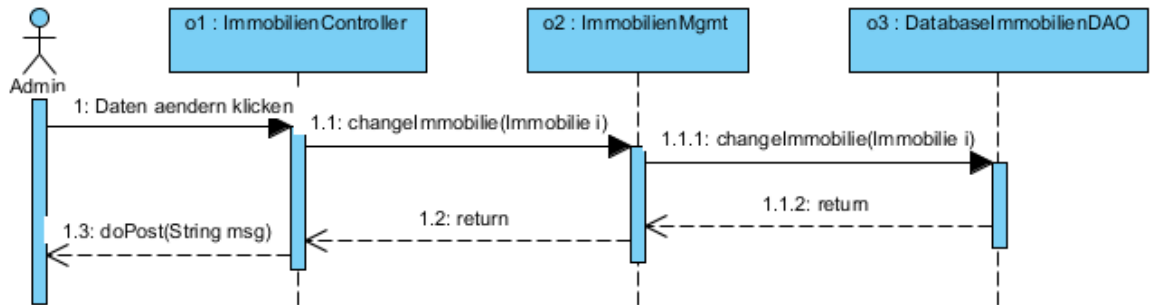 o1 : ImmobilienController
o2 : ImmobilienMgmt
o3 : DatabaseImmobilienDAO
Admin
1: Daten aendern klicken
1.1: changeImmobilie(Immobilie i)
1.1.1: changeImmobilie(Immobilie i)
1.1.2: return
1.2: return
1.3: doPost(String msg)